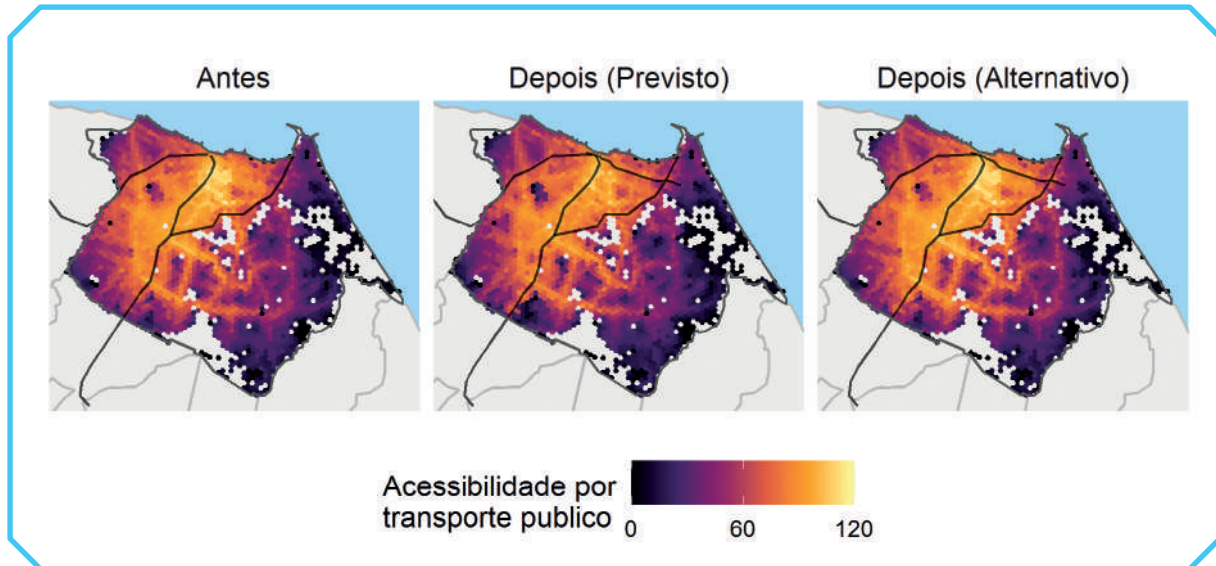 Antes
Depois (Previsto)
Depois (Alternativo)
Acessibilidade por
transporte publico
0
60
120